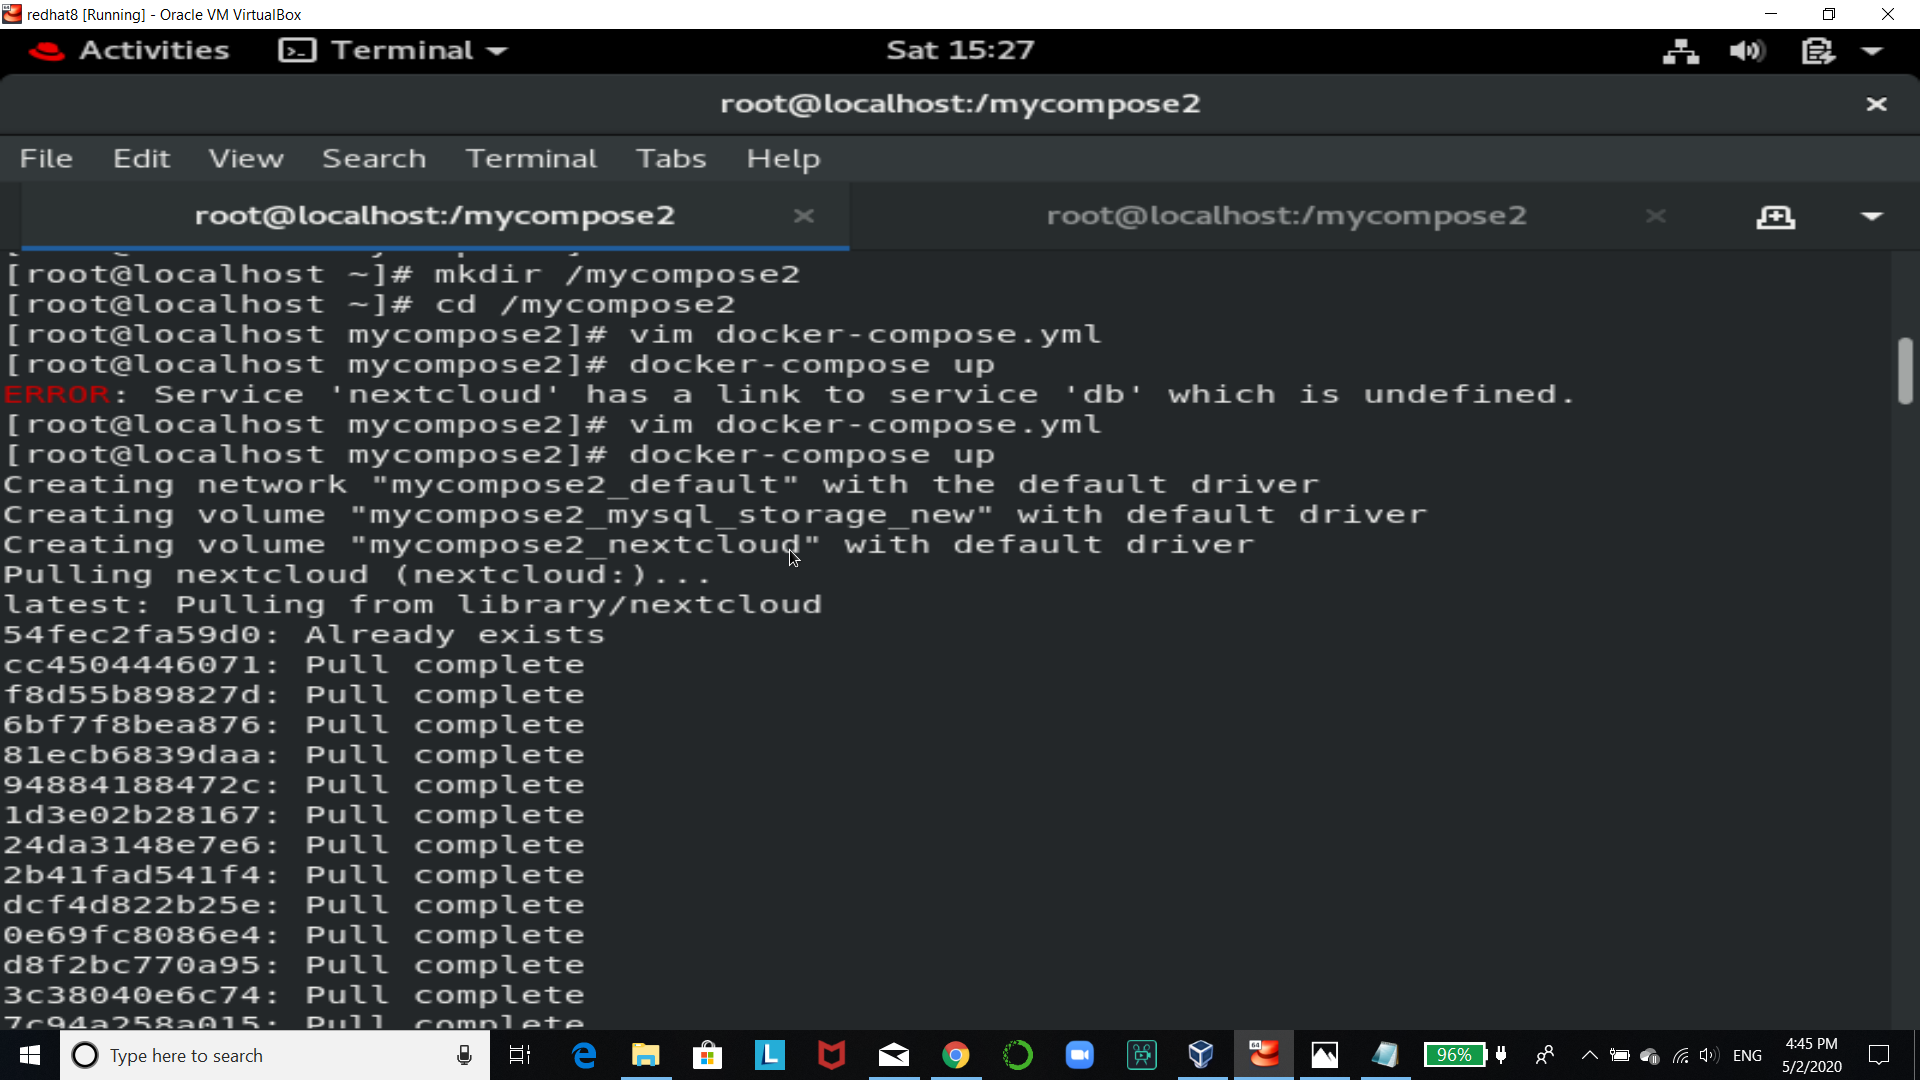 redhat8 [Running] - Oracle VM VirtualBox
Activities Terminal Sat 15:27
root@localhost:/mycompose2
File Edit View Search Terminal Tabs Help
root@localhost:/mycompose2 root@localhost:/mycompose2
[root@localhost ~]# mkdir /mycompose2
[root@localhost ~]# cd /mycompose2
[root@localhost mycompose2]# vim docker-compose.yml
[root@localhost mycompose2]# docker-compose up
ERROR: Service 'nextcloud' has a link to service 'db' which is undefined.
[root@localhost mycompose2]# vim docker-compose.yml
[root@localhost mycompose2]# docker-compose up
Creating network "mycompose2_default" with the default driver
Creating volume "mycompose2_mysql_storage_new" with default driver
Creating volume "mycompose2_nextcloud" with default driver
Pulling nextcloud (nextcloud:)...
latest: Pulling from library/nextcloud
54fec2fa59d0: Already exists
cc4504446071: Pull complete
f8d55b89827d: Pull complete
6bf7f8bea876: Pull complete
81ecb6839daa: Pull complete
94884188472c: Pull complete
1d3e02b28167: Pull complete
24da3148e7e6: Pull complete
2b41fad541f4: Pull complete
dcf4d822b25e: Pull complete
0e69fc8086e4: Pull complete
d8f2bc770a95: Pull complete
3c38040e6c74: Pull complete
7c94a258a015: Pull complete
Type here to search
96%
ENG
4:45 PM
5/2/2020